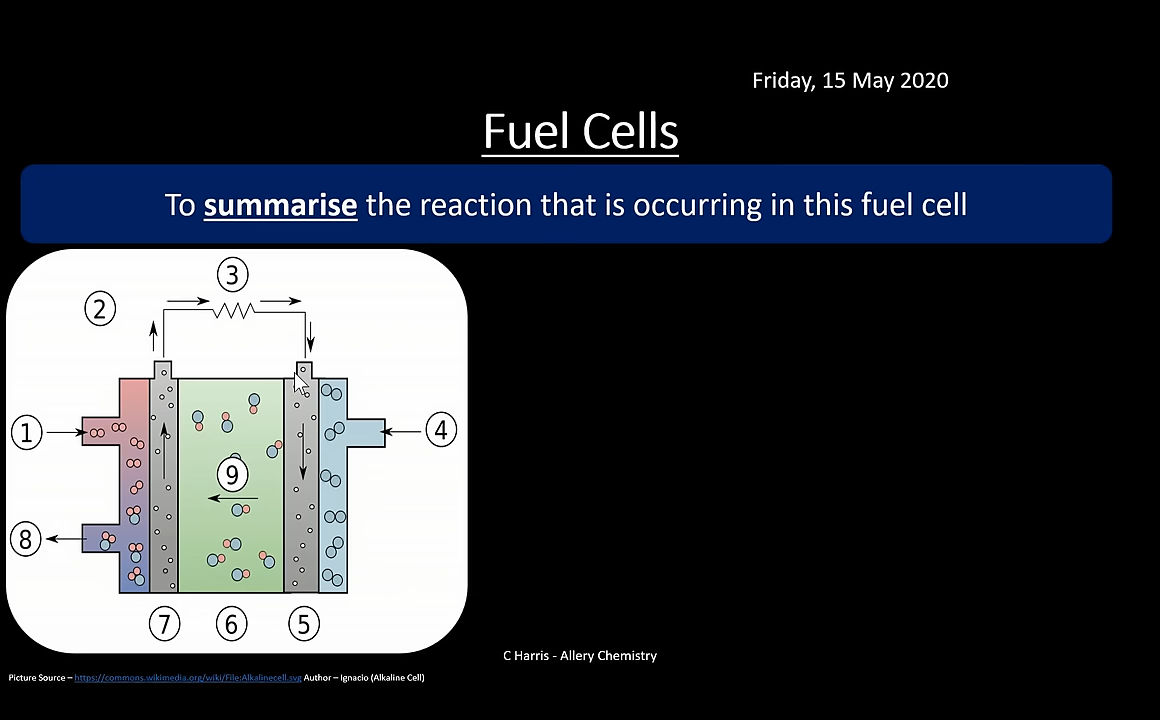 Friday, 15 May 2020
Fuel Cells
To summarise the reaction that is occurring in this fuel cell
3
2
1
4
9
8
7
6
5
C Harris - Allery Chemistry
Picture Source – https://commons.wikimedia.org/wiki/File:Alkalinecell.svg Author – Ignacio (Alkaline Cell)